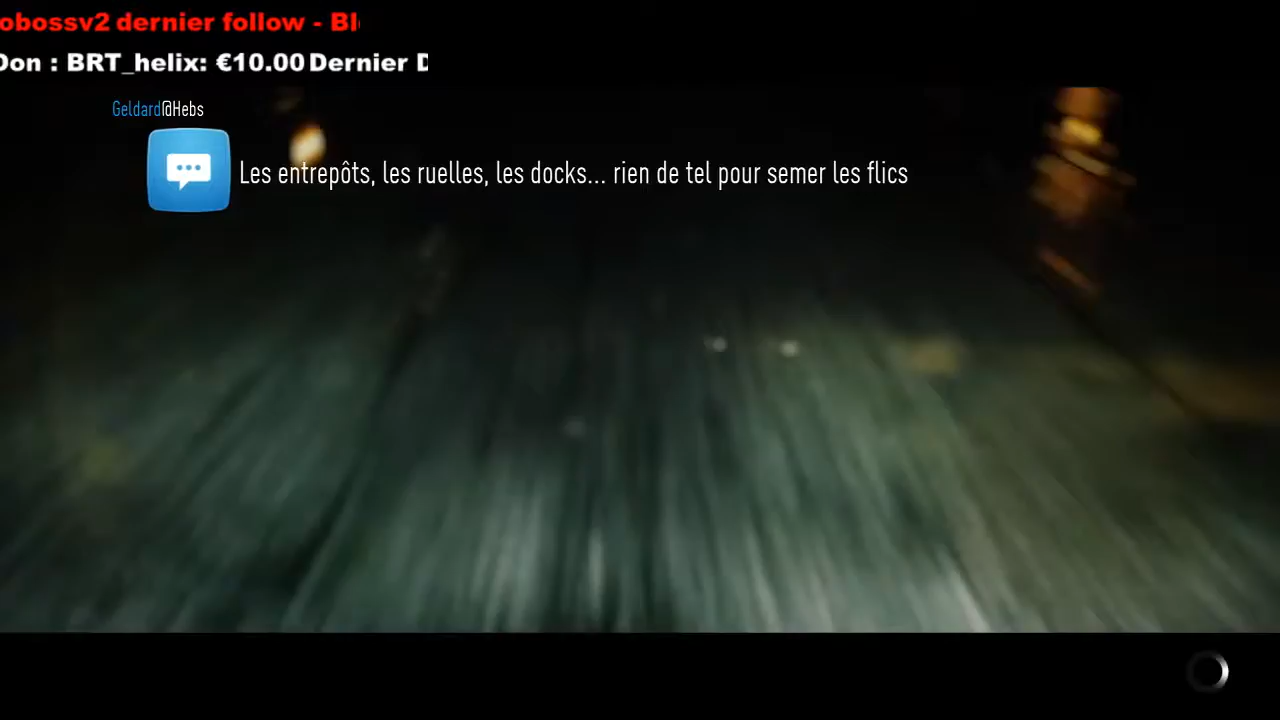 obossv2 dernier follow - Bl
Don : BRT_helix: €10.00 Dernier D
Geldard@Hebs
Les entrepôts, les ruelles, les docks... rien de tel pour semer les flics